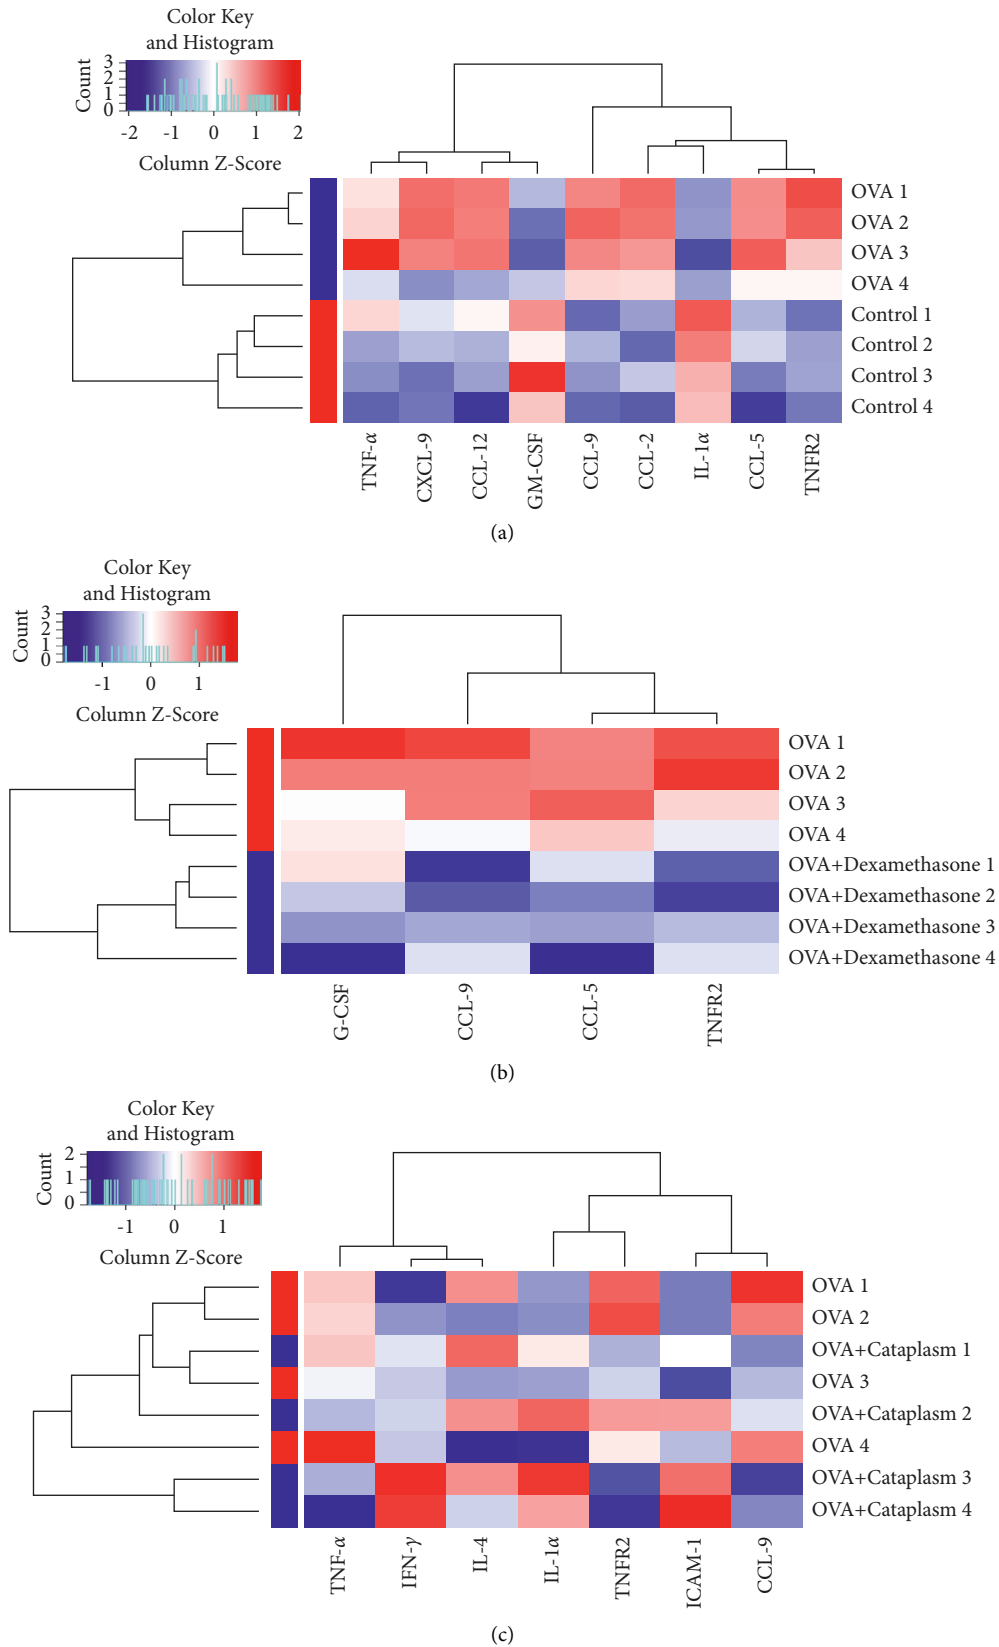 Color Key
and Histogram
Count
3
2
1
0
-2 -1 0 1 2
Column Z-Score
OVA 1
OVA 2
OVA 3
OVA 4
Control 1
Control 2
Control 3
Control 4
TNF-α
CXCL-9
CCL-12
GM-CSF
CCL-9
CCL-2
IL-1α
CCL-5
TNFR2
(a)
Color Key
and Histogram
Count
3
2
1
0
-1 0 1
Column Z-Score
OVA 1
OVA 2
OVA 3
OVA 4
OVA+Dexamethasone 1
OVA+Dexamethasone 2
OVA+Dexamethasone 3
OVA+Dexamethasone 4
G-CSF
CCL-9
CCL-5
TNFR2
(b)
Color Key
and Histogram
Count
2
1
0
-1 0 1
Column Z-Score
OVA 1
OVA 2
OVA+Cataplasm 1
OVA 3
OVA+Cataplasm 2
OVA 4
OVA+Cataplasm 3
OVA+Cataplasm 4
TNF-α
IFN-γ
IL-4
IL-1α
TNFR2
ICAM-1
CCL-9
(c)